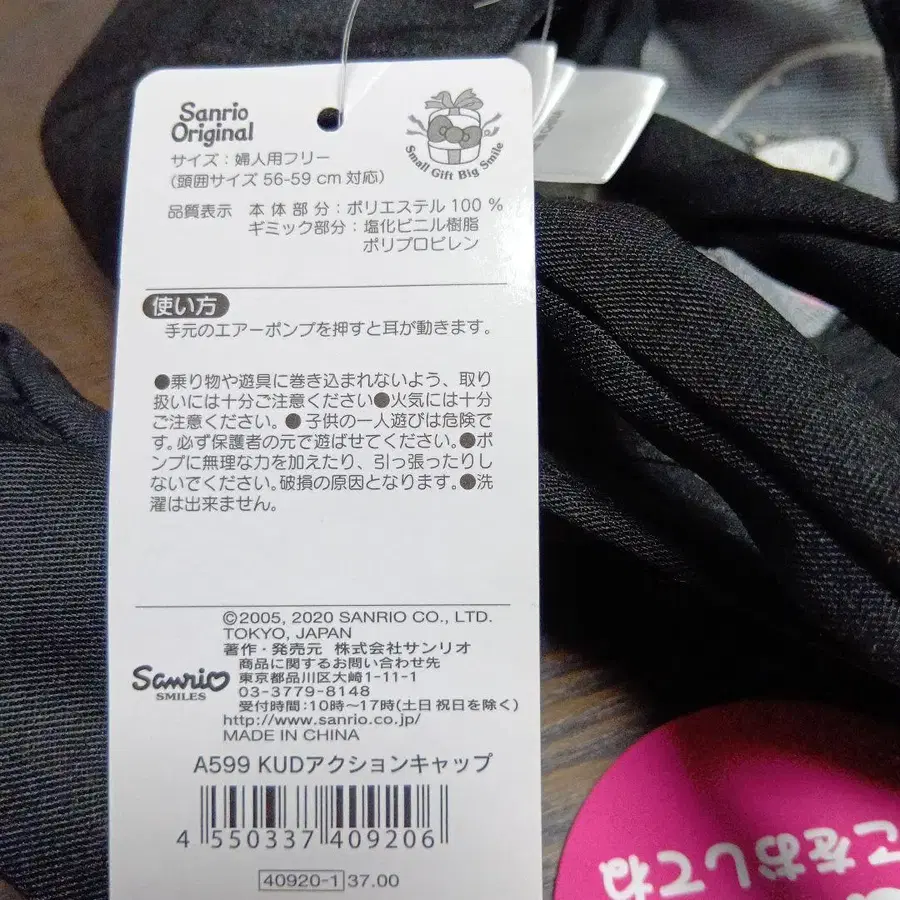 Sanrio
Original
Small Gift Big Smile
サイズ：婦人用フリー
（頭囲サイズ 56-59 cm 対応）
品質表示 本体部分：ポリエステル 100 %
ギミック部分：塩化ビニル樹脂
ポリプロピレン
使い方
手元のエアーポンプを押すと耳が動きます。
●乗り物や遊具に巻き込まれないよう、取り
扱いには十分ご注意ください●火気には十分
ご注意ください。●子供の一人遊びは危険で
す。必ず保護者の元で遊ばせてください。●ポ
ンプに無理な力を加えたり、引っ張ったりし
ないでください。破損の原因となります。●洗
濯は出来ません。
©2005, 2020 SANRIO CO., LTD.
TOKYO, JAPAN
著作・発売元 株式会社サンリオ
商品に関するお問い合わせ先
東京都品川区大崎1-11-1
03-3779-8148
受付時間：10時～17時(土日祝日を除く)
Sanrio
SMILES
http://www.sanrio.co.jp/
MADE IN CHINA
A599 KUDアクションキャップ
4 550337 409206
40920-1 37.00
こをおしてね